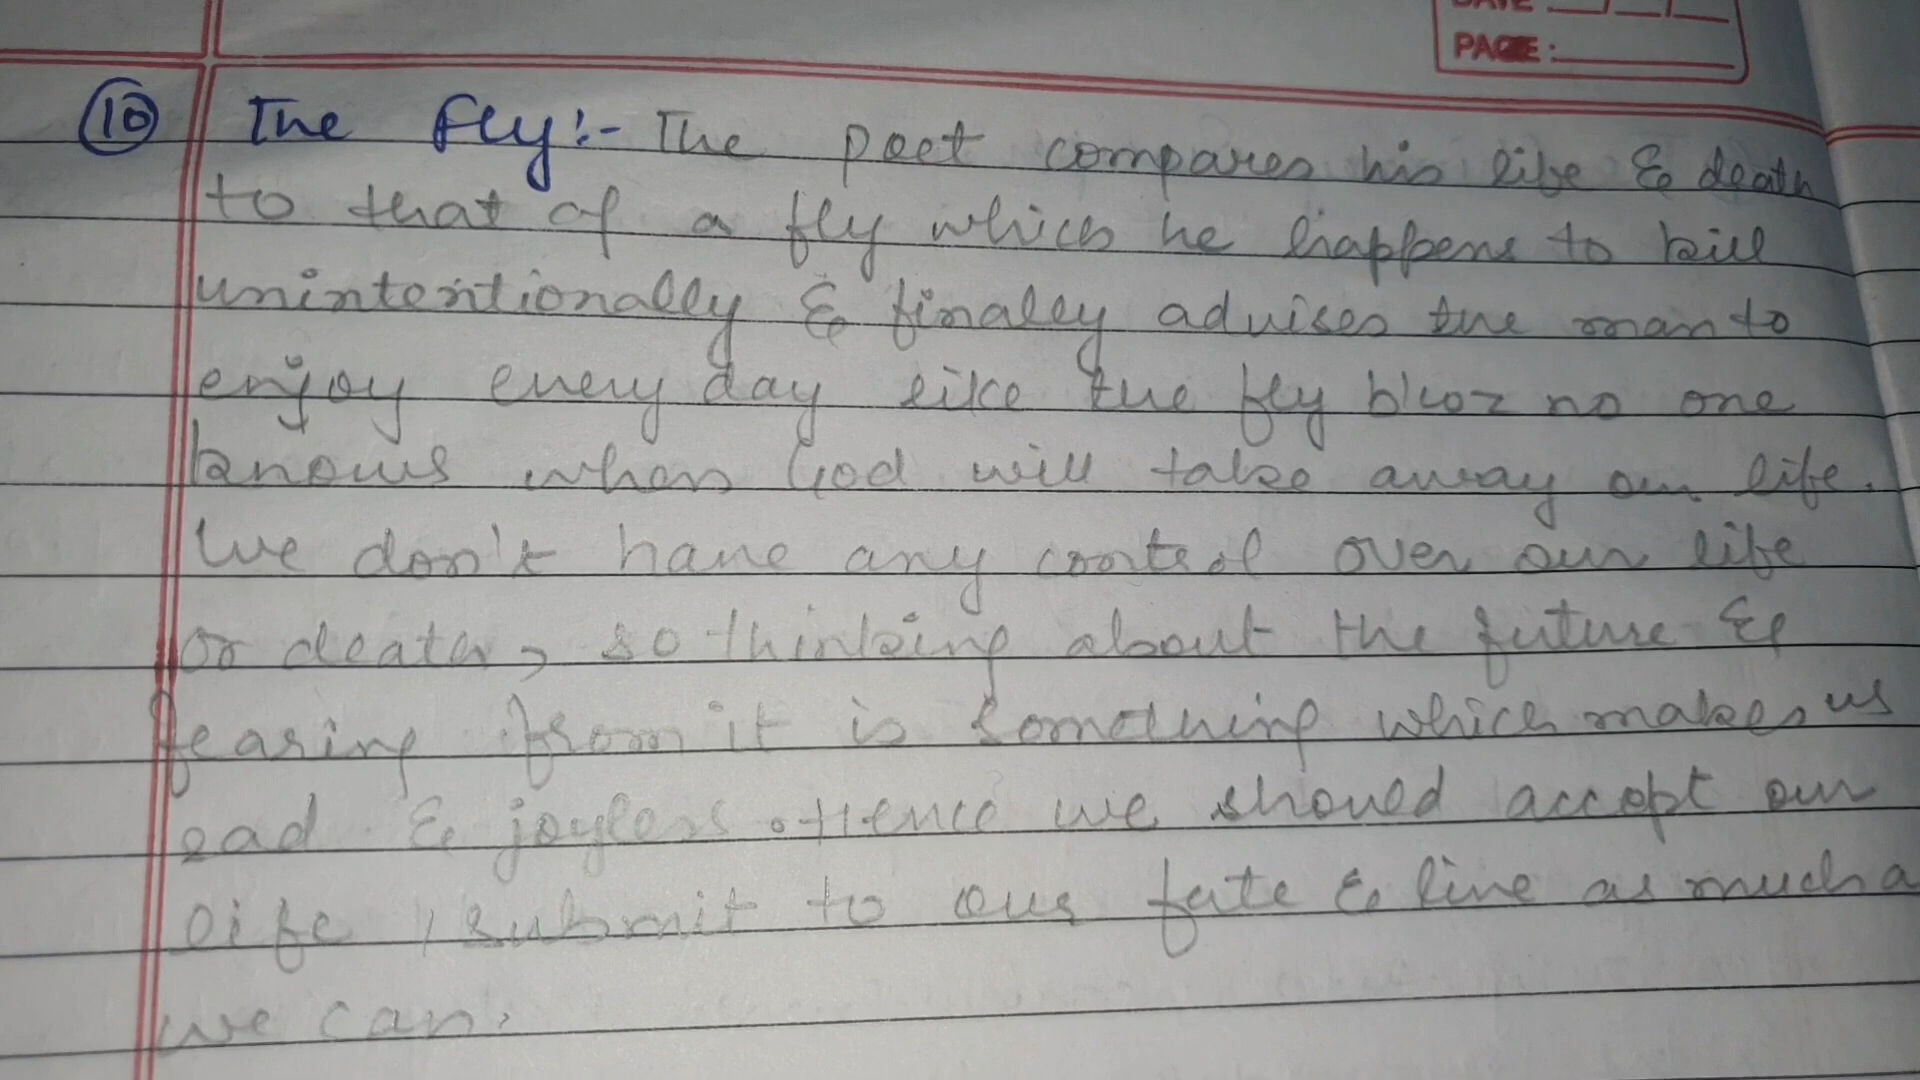 DATE
PAGE:
⑩ The Fly:- The poet compares his life & death
to that of a fly which he happens to kill
unintentionally & finally advises the man to
enjoy every day like the fly b'coz no one
knows when God will take away our life.
We don't have any control over our life
or death, so thinking about the future &
fearing from it is something which makes us
sad & joyless. Hence we should accept our
life, submit to our fate & live as much a
we can.